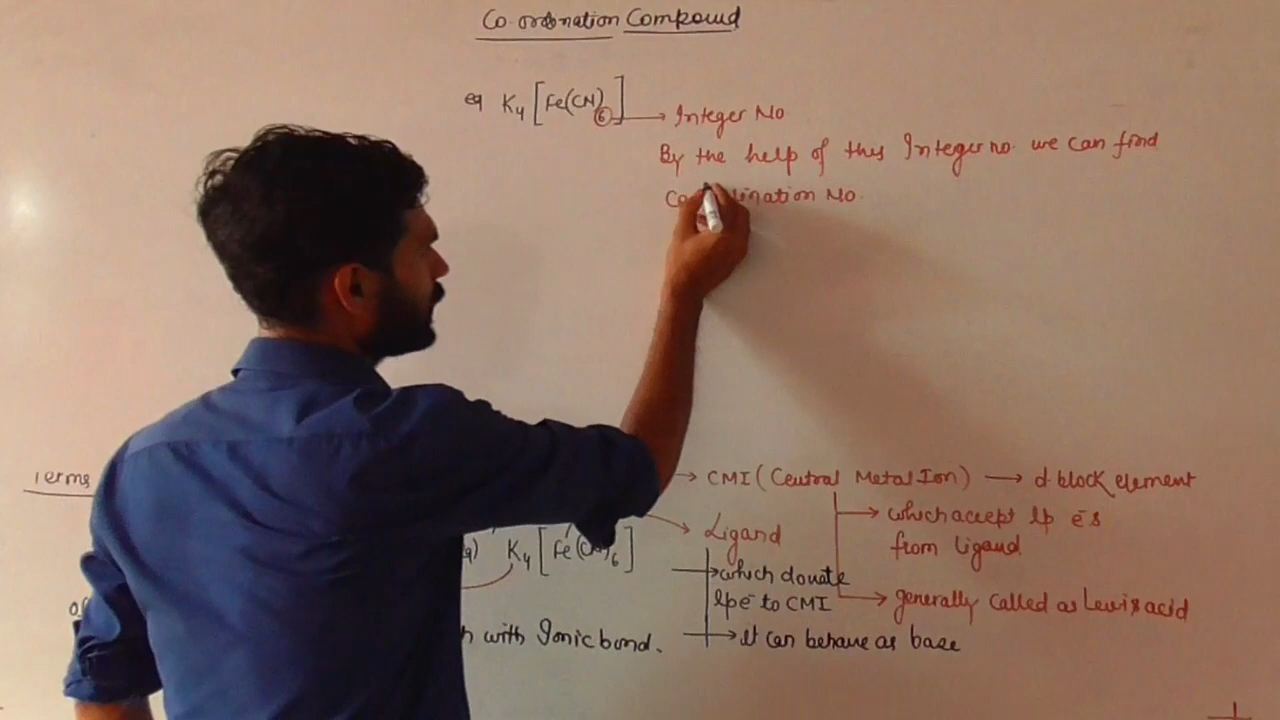 Co-ordination Compound
eg K4[Fe(CN)6] → Integer No
By the help of this Integer no. we can find
No.
Terms
→ CMI (Central Metal Ion) → d-block element
→ which accept lp e-s
from ligand
→ Ligand
K4[Fe(CN)6]
→ which donate
lp e- to CMI
→ generally called as Lewis acid
with Ionic bond.
→ it can behave as base